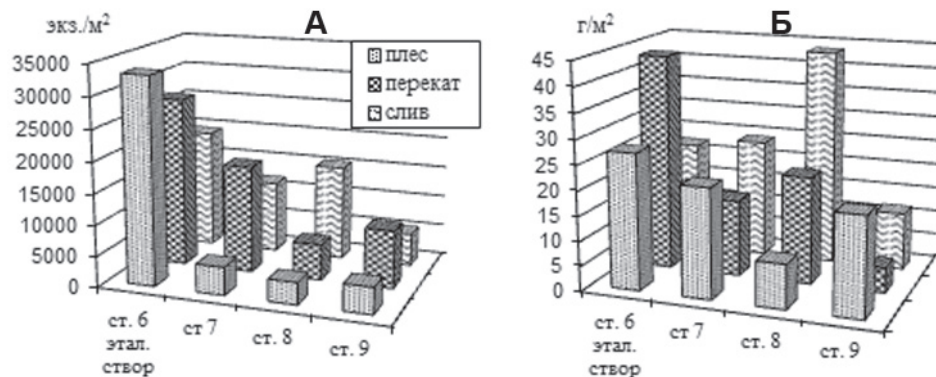 экз./м²
А
35000
30000
25000
20000
15000
10000
5000
0
плес
перекат
слив
ст. 6
этал.
створ
ст 7
ст. 8
ст. 9
г/м²
Б
45
40
35
30
25
20
15
10
5
0
ст. 6
этал.
створ
ст 7
ст. 8
ст. 9